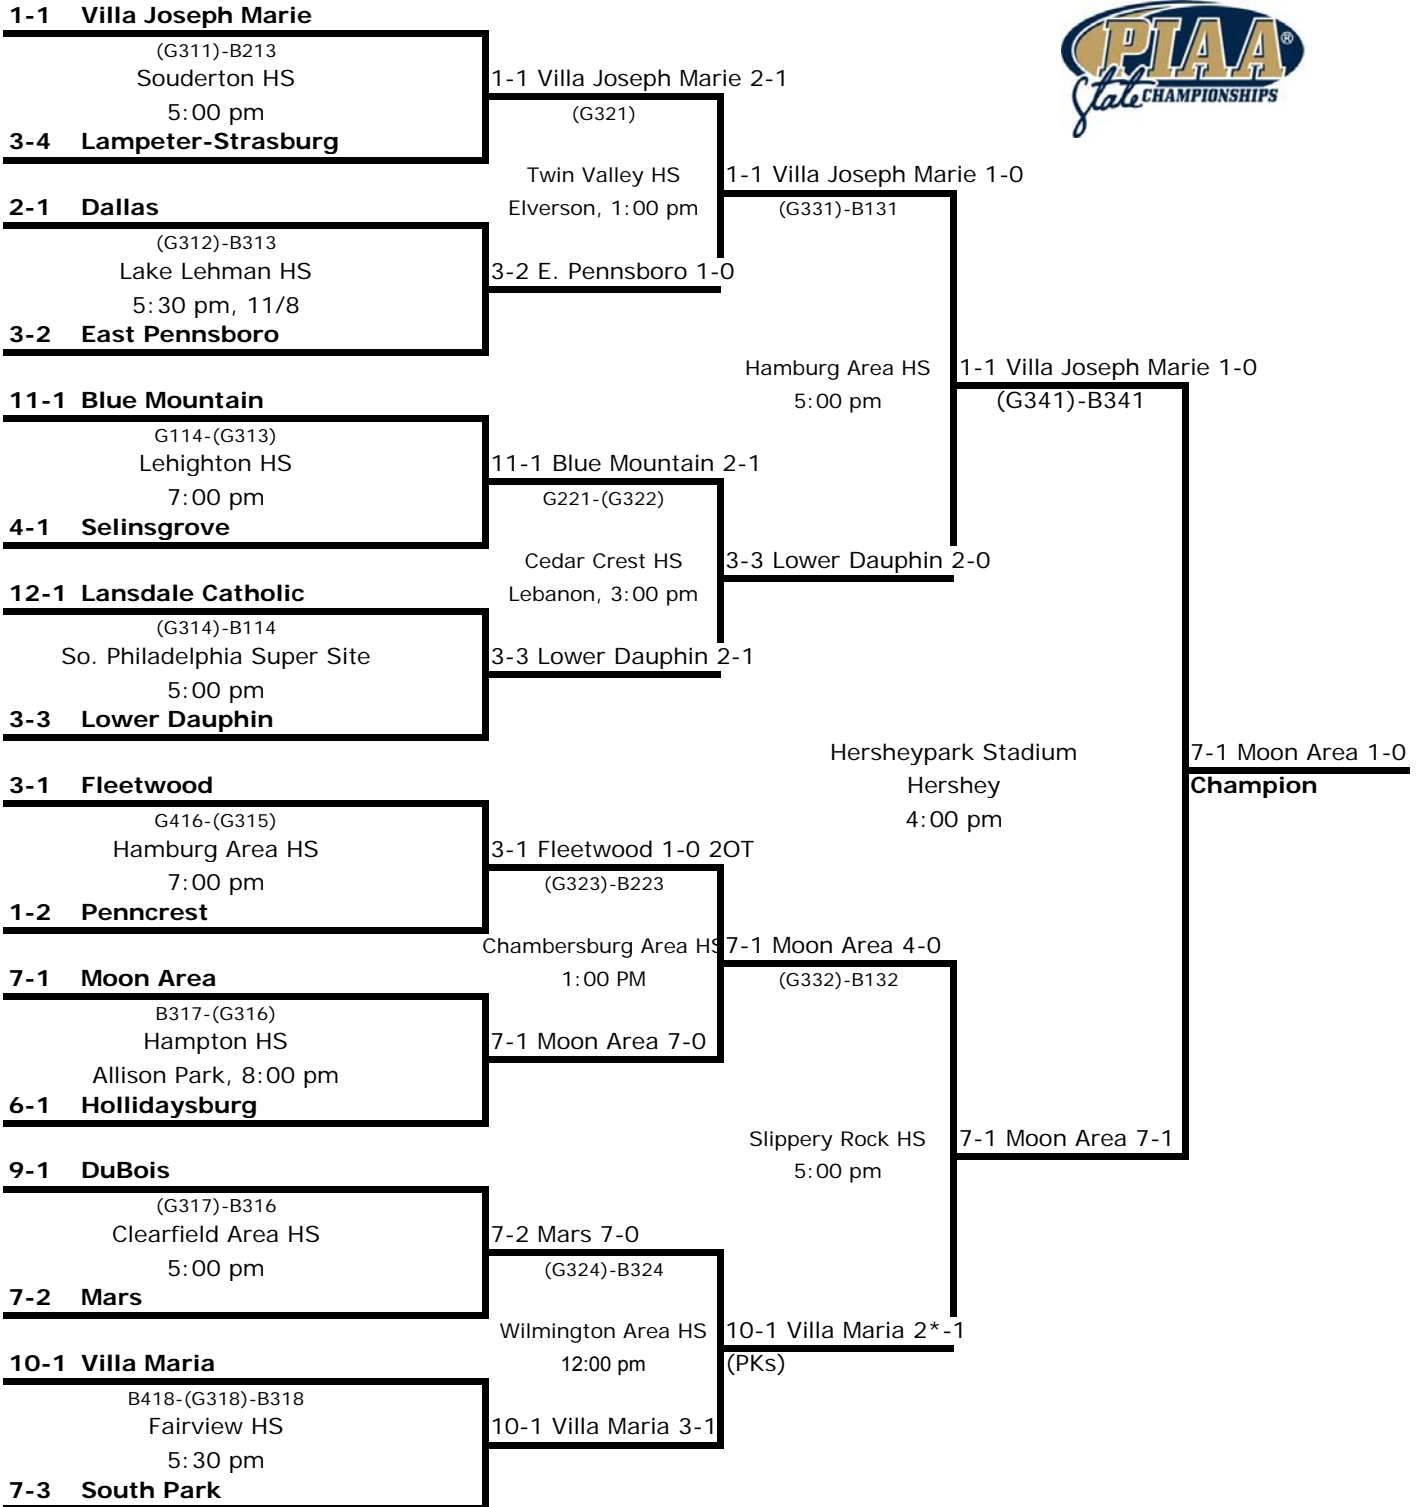 1-1 Villa Joseph Marie
(G311)-B213
Souderton HS
5:00 pm
3-4 Lampeter-Strasburg
2-1 Dallas
(G312)-B313
Lake Lehman HS
5:30 pm, 11/8
3-2 East Pennsboro
11-1 Blue Mountain
G114-(G313)
Lehighton HS
7:00 pm
4-1 Selinsgrove
12-1 Lansdale Catholic
(G314)-B114
So. Philadelphia Super Site
5:00 pm
3-3 Lower Dauphin
3-1 Fleetwood
G416-(G315)
Hamburg Area HS
7:00 pm
1-2 Penncrest
7-1 Moon Area
B317-(G316)
Hampton HS
Allison Park, 8:00 pm
6-1 Hollidaysburg
9-1 DuBois
(G317)-B316
Clearfield Area HS
5:00 pm
7-2 Mars
10-1 Villa Maria
B418-(G318)-B318
Fairview HS
5:30 pm
7-3 South Park
1-1 Villa Joseph Marie 2-1
(G321)
Twin Valley HS
Elverson, 1:00 pm
3-2 E. Pennsboro 1-0
11-1 Blue Mountain 2-1
G221-(G322)
Cedar Crest HS
Lebanon, 3:00 pm
3-3 Lower Dauphin 2-1
3-1 Fleetwood 1-0 2OT
(G323)-B223
Chambersburg Area HS
1:00 PM
7-1 Moon Area 7-0
7-2 Mars 7-0
(G324)-B324
Wilmington Area HS
12:00 pm
10-1 Villa Maria 3-1
1-1 Villa Joseph Marie 1-0
(G331)-B131
Hamburg Area HS
5:00 pm
3-3 Lower Dauphin 2-0
7-1 Moon Area 4-0
(G332)-B132
Slippery Rock HS
5:00 pm
10-1 Villa Maria 2*-1
(PKs)
1-1 Villa Joseph Marie 1-0
(G341)-B341
Hersheypark Stadium
Hershey
4:00 pm
7-1 Moon Area 7-1
7-1 Moon Area 1-0
Champion
PIAA®
State CHAMPIONSHIPS